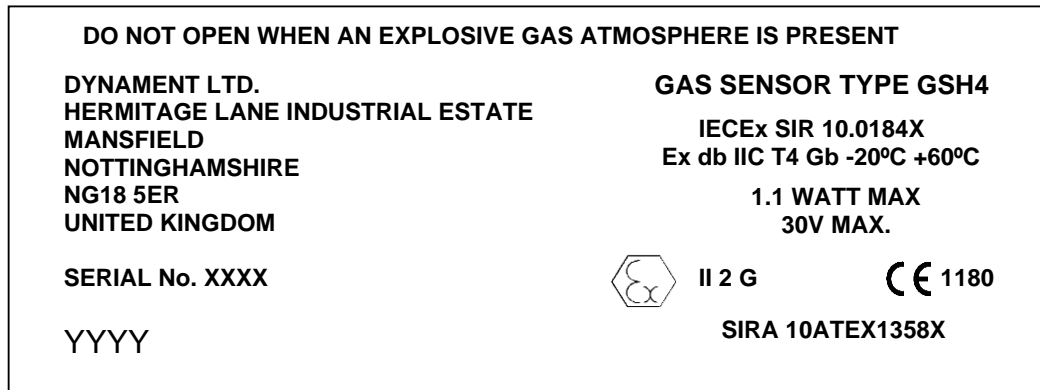 DO NOT OPEN WHEN AN EXPLOSIVE GAS ATMOSPHERE IS PRESENT
DYNAMENT LTD.
HERMITAGE LANE INDUSTRIAL ESTATE
MANSFIELD
NOTTINGHAMSHIRE
NG18 5ER
UNITED KINGDOM
SERIAL No. XXXX
YYYY
GAS SENSOR TYPE GSH4
IECEx SIR 10.0184X
Ex db IIC T4 Gb -20ºC +60ºC
1.1 WATT MAX
30V MAX.
Ex II 2 G CE 1180
SIRA 10ATEX1358X